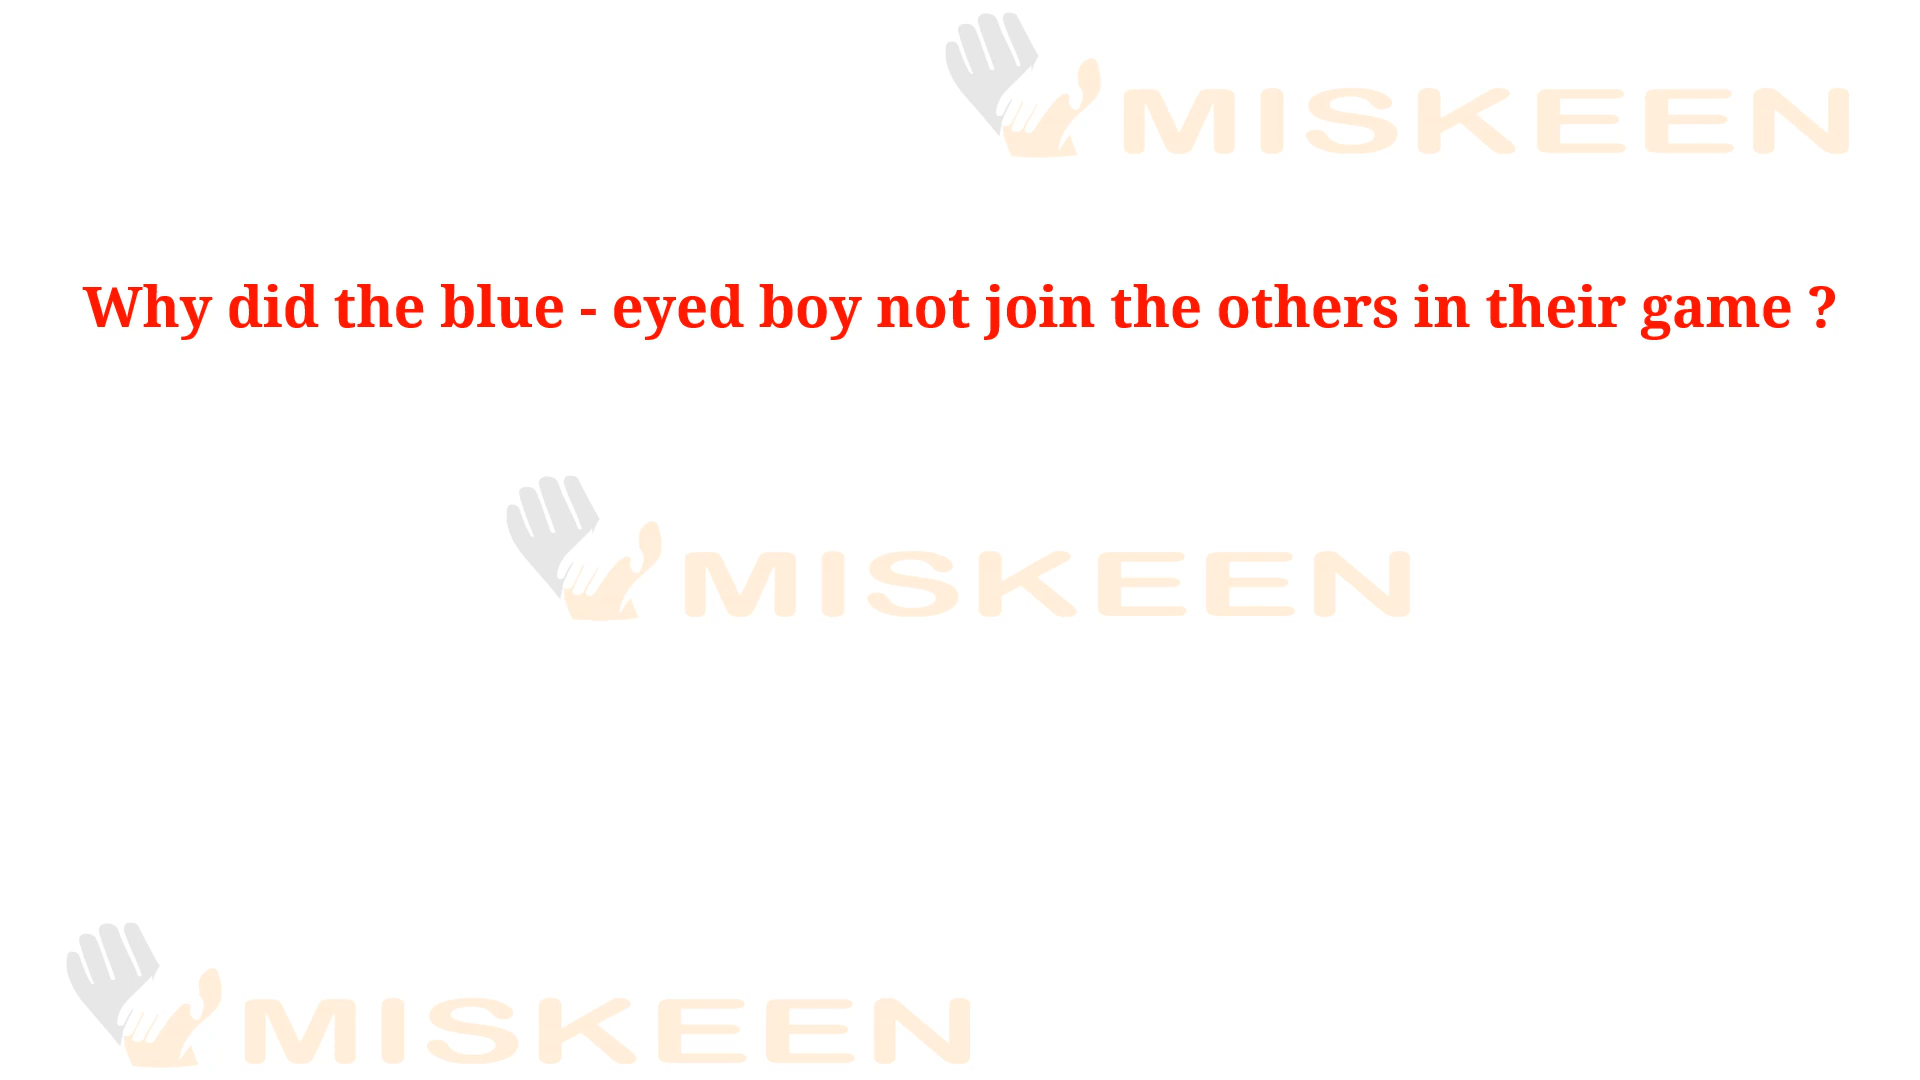 MISKEEN
Why did the blue - eyed boy not join the others in their game ?
MISKEEN
MISKEEN